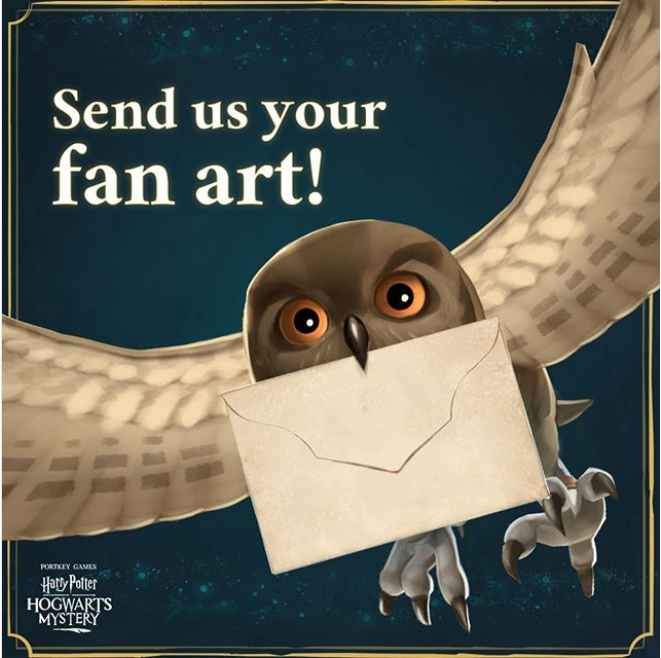 Send us your
fan art!
PORTKEY GAMES
Harry Potter
HOGWARTS
MYSTERY